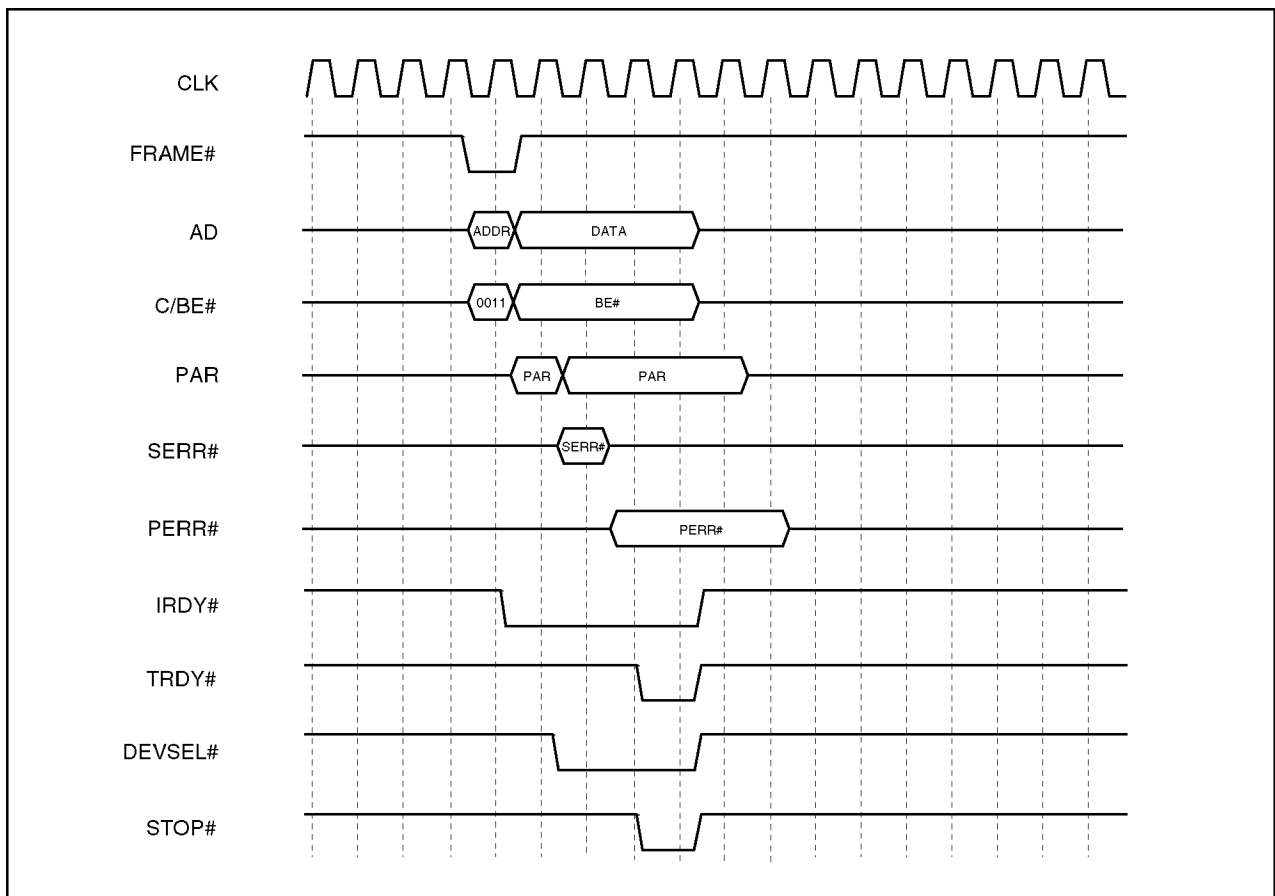 CLK
FRAME#
AD
ADDR DATA
C/BE#
0011 BE#
PAR
PAR PAR
SERR#
SERR#
PERR#
PERR#
IRDY#
TRDY#
DEVSEL#
STOP#